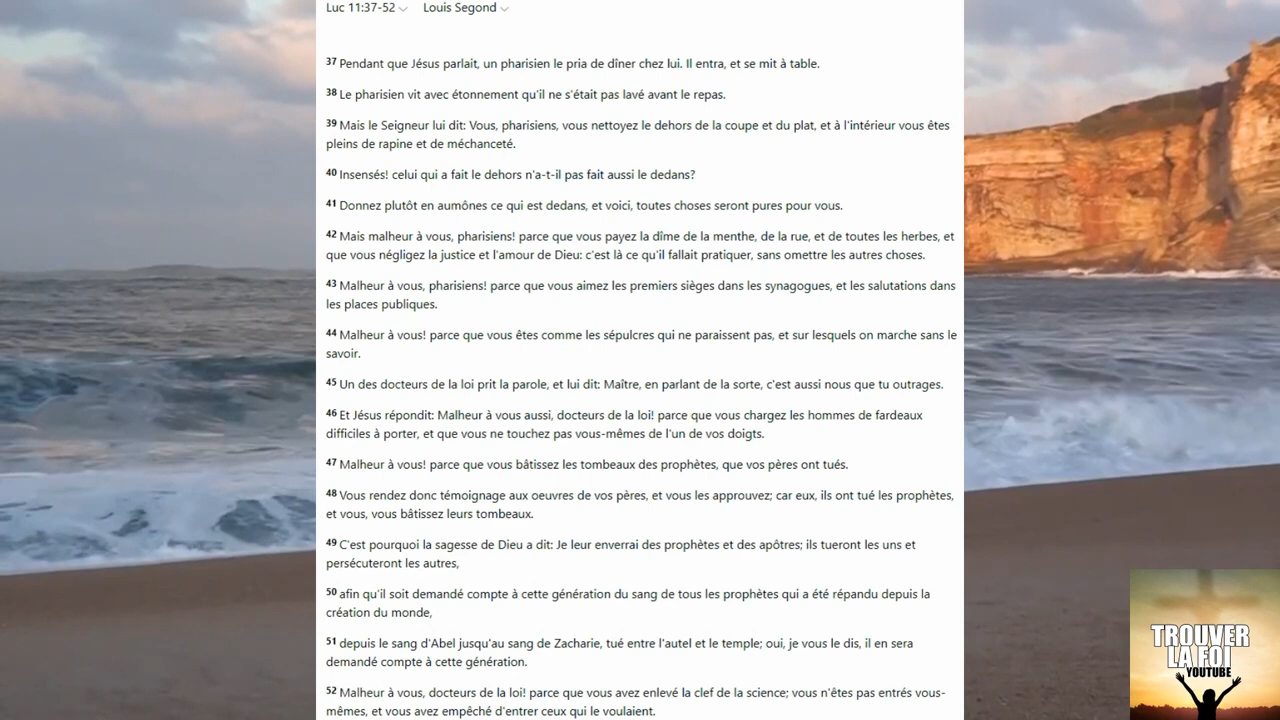 Luc 11:37-52 Louis Segond
37 Pendant que Jésus parlait, un pharisien le pria de dîner chez lui. Il entra, et se mit à table.
38 Le pharisien vit avec étonnement qu'il ne s'était pas lavé avant le repas.
39 Mais le Seigneur lui dit: Vous, pharisiens, vous nettoyez le dehors de la coupe et du plat, et à l'intérieur vous êtes
pleins de rapine et de méchanceté.
40 Insensés! celui qui a fait le dehors n'a-t-il pas fait aussi le dedans?
41 Donnez plutôt en aumônes ce qui est dedans, et voici, toutes choses seront pures pour vous.
42 Mais malheur à vous, pharisiens! parce que vous payez la dîme de la menthe, de la rue, et de toutes les herbes, et
que vous négligez la justice et l'amour de Dieu: c'est là ce qu'il fallait pratiquer, sans omettre les autres choses.
43 Malheur à vous, pharisiens! parce que vous aimez les premiers sièges dans les synagogues, et les salutations dans
les places publiques.
44 Malheur à vous! parce que vous êtes comme les sépulcres qui ne paraissent pas, et sur lesquels on marche sans le
savoir.
45 Un des docteurs de la loi prit la parole, et lui dit: Maître, en parlant de la sorte, c'est aussi nous que tu outrages.
46 Et Jésus répondit: Malheur à vous aussi, docteurs de la loi! parce que vous chargez les hommes de fardeaux
difficiles à porter, et que vous ne touchez pas vous-mêmes de l'un de vos doigts.
47 Malheur à vous! parce que vous bâtissez les tombeaux des prophètes, que vos pères ont tués.
48 Vous rendez donc témoignage aux oeuvres de vos pères, et vous les approuvez; car eux, ils ont tué les prophètes,
et vous, vous bâtissez leurs tombeaux.
49 C'est pourquoi la sagesse de Dieu a dit: Je leur enverrai des prophètes et des apôtres; ils tueront les uns et
persécuteront les autres,
50 afin qu'il soit demandé compte à cette génération du sang de tous les prophètes qui a été répandu depuis la
création du monde,
51 depuis le sang d'Abel jusqu'au sang de Zacharie, tué entre l'autel et le temple; oui, je vous le dis, il en sera
demandé compte à cette génération.
52 Malheur à vous, docteurs de la loi! parce que vous avez enlevé la clef de la science; vous n'êtes pas entrés vous-
mêmes, et vous avez empêché d'entrer ceux qui le voulaient.
TROUVER
LA FOI
YOUTUBE